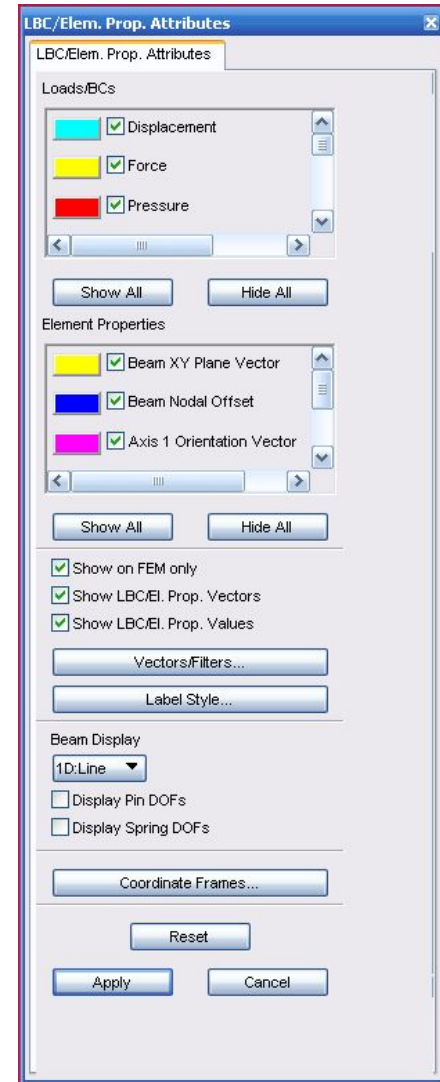 LBC/Elem. Prop. Attributes
LBC/Elem. Prop. Attributes
Loads/BCs
Displacement
Force
Pressure
Show All Hide All
Element Properties
Beam XY Plane Vector
Beam Nodal Offset
Axis 1 Orientation Vector
Show All Hide All
Show on FEM only
Show LBC/El. Prop. Vectors
Show LBC/El. Prop. Values
Vectors/Filters...
Label Style...
Beam Display
1D:Line
Display Pin DOFs
Display Spring DOFs
Coordinate Frames...
Reset
Apply Cancel